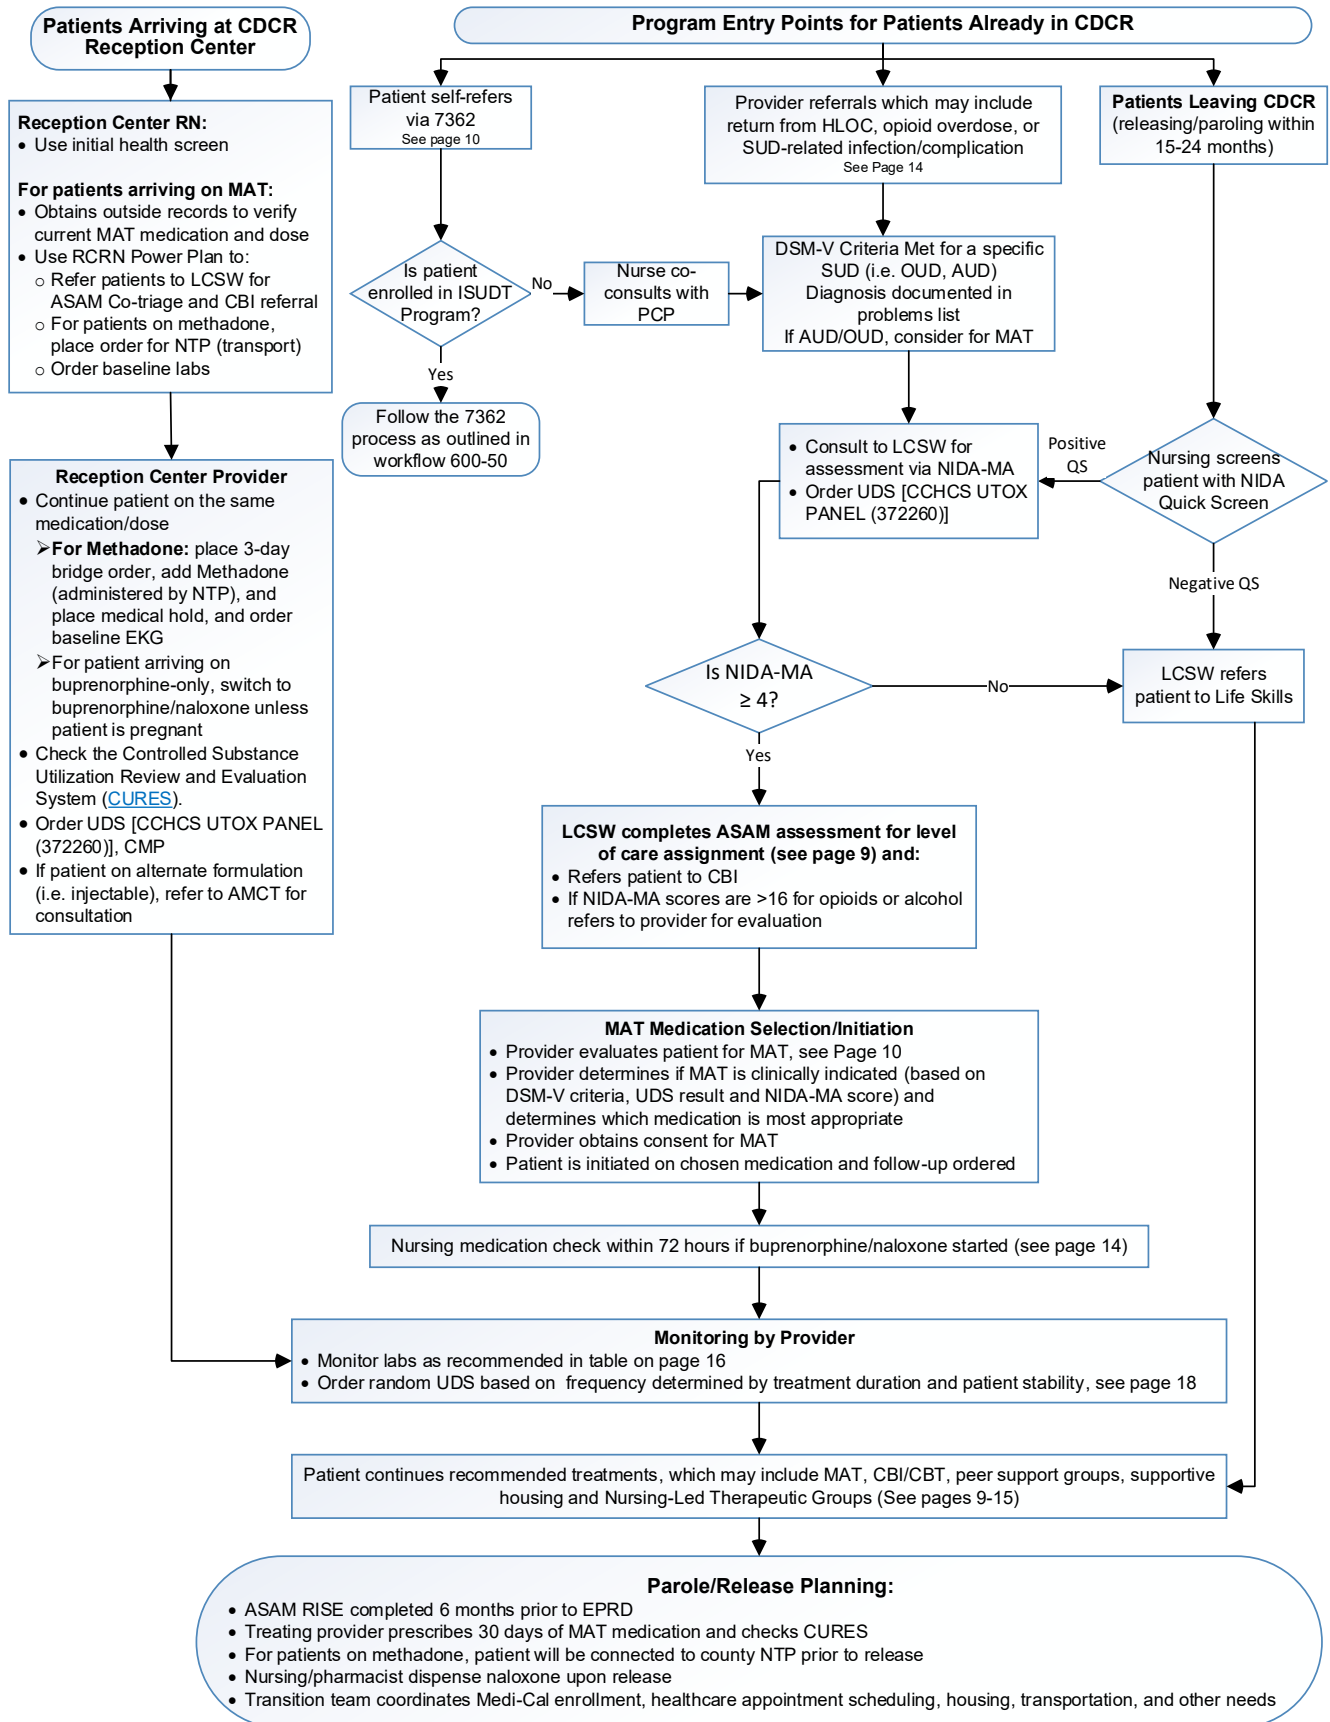 Patients Arriving at CDCR
Reception Center
Reception Center RN:
• Use initial health screen
For patients arriving on MAT:
• Obtains outside records to verify
current MAT medication and dose
• Use RCRN Power Plan to:
o Refer patients to LCSW for
ASAM Co-triage and CBI referral
o For patients on methadone,
place order for NTP (transport)
o Order baseline labs
Reception Center Provider
• Continue patient on the same
medication/dose
➢For Methadone: place 3-day
bridge order, add Methadone
(administered by NTP), and
place medical hold, and order
baseline EKG
➢For patient arriving on
buprenorphine-only, switch to
buprenorphine/naloxone unless
patient is pregnant
• Check the Controlled Substance
Utilization Review and Evaluation
System (CURES).
• Order UDS [CCHCS UTOX PANEL
(372260)], CMP
• If patient on alternate formulation
(i.e. injectable), refer to AMCT for
consultation
Program Entry Points for Patients Already in CDCR
Patient self-refers
via 7362
See page 10
Is patient
enrolled in ISUDT
Program?
No
Yes
Follow the 7362
process as outlined in
workflow 600-50
Nurse co-
consults with
PCP
Provider referrals which may include
return from HLOC, opioid overdose, or
SUD-related infection/complication
See Page 14
DSM-V Criteria Met for a specific
SUD (i.e. OUD, AUD)
Diagnosis documented in
problems list
If AUD/OUD, consider for MAT
Patients Leaving CDCR
(releasing/paroling within
15-24 months)
Nursing screens
patient with NIDA
Quick Screen
Positive
QS
Negative QS
• Consult to LCSW for
assessment via NIDA-MA
• Order UDS [CCHCS UTOX
PANEL (372260)]
Is NIDA-MA
≥ 4?
No
Yes
LCSW refers
patient to Life Skills
LCSW completes ASAM assessment for level
of care assignment (see page 9) and:
• Refers patient to CBI
• If NIDA-MA scores are >16 for opioids or alcohol
refers to provider for evaluation
MAT Medication Selection/Initiation
• Provider evaluates patient for MAT, see Page 10
• Provider determines if MAT is clinically indicated (based on
DSM-V criteria, UDS result and NIDA-MA score) and
determines which medication is most appropriate
• Provider obtains consent for MAT
• Patient is initiated on chosen medication and follow-up ordered
Nursing medication check within 72 hours if buprenorphine/naloxone started (see page 14)
Monitoring by Provider
• Monitor labs as recommended in table on page 16
• Order random UDS based on frequency determined by treatment duration and patient stability, see page 18
Patient continues recommended treatments, which may include MAT, CBI/CBT, peer support groups, supportive
housing and Nursing-Led Therapeutic Groups (See pages 9-15)
Parole/Release Planning:
• ASAM RISE completed 6 months prior to EPRD
• Treating provider prescribes 30 days of MAT medication and checks CURES
• For patients on methadone, patient will be connected to county NTP prior to release
• Nursing/pharmacist dispense naloxone upon release
• Transition team coordinates Medi-Cal enrollment, healthcare appointment scheduling, housing, transportation, and other needs